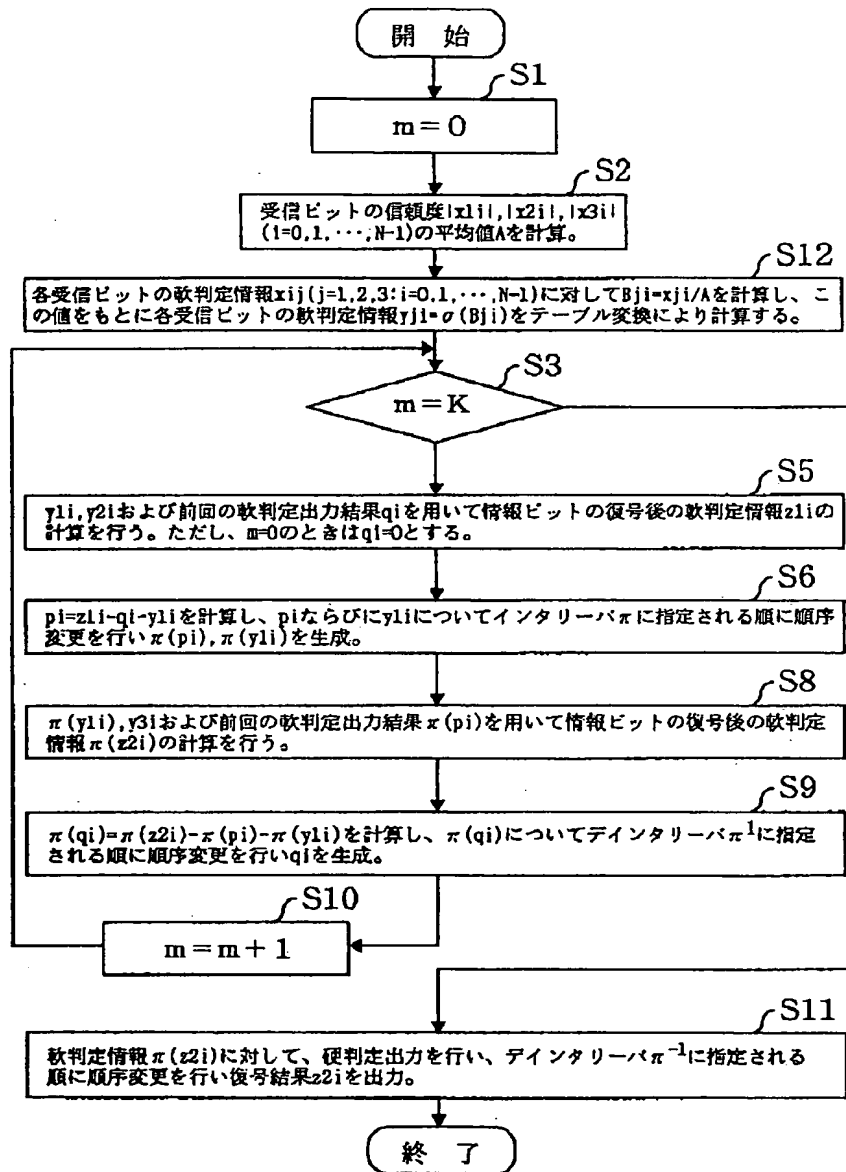 開 始
S1
m=0
S2
受信ビットの信頼度|x1i|,|x2i|,|x3i|
(i=0,1,···,N-1)の平均値Aを計算。
S12
各受信ビットの軟判定情報xij(j=1,2,3:i=0,1,···,N-1)に対してBji=xji/Aを計算し、こ
の値をもとに各受信ビットの軟判定情報yji=σ(Bji)をテーブル変換により計算する。
S3
m=K
S5
y1i,y2iおよび前回の軟判定出力結果qiを用いて情報ビットの復号後の軟判定情報z1iの
計算を行う。ただし、m=0のときはqi=0とする。
S6
pi=z1i-qi-y1iを計算し、piならびにy1iについてインタリーバπに指定される順に順序
変更を行いπ(pi),π(y1i)を生成。
S8
π(y1i),y3iおよび前回の軟判定出力結果π(pi)を用いて情報ビットの復号後の軟判定
情報π(z2i)の計算を行う。
S9
π(qi)=π(z2i)-π(pi)-π(y1i)を計算し、π(qi)についてデインタリーバπ¹に指定
される順に順序変更を行いqiを生成。
S10
m=m+1
S11
軟判定情報π(z2i)に対して、硬判定出力を行い、デインタリーバπ⁻¹に指定される
順に順序変更を行い復号結果z2iを出力。
終 了